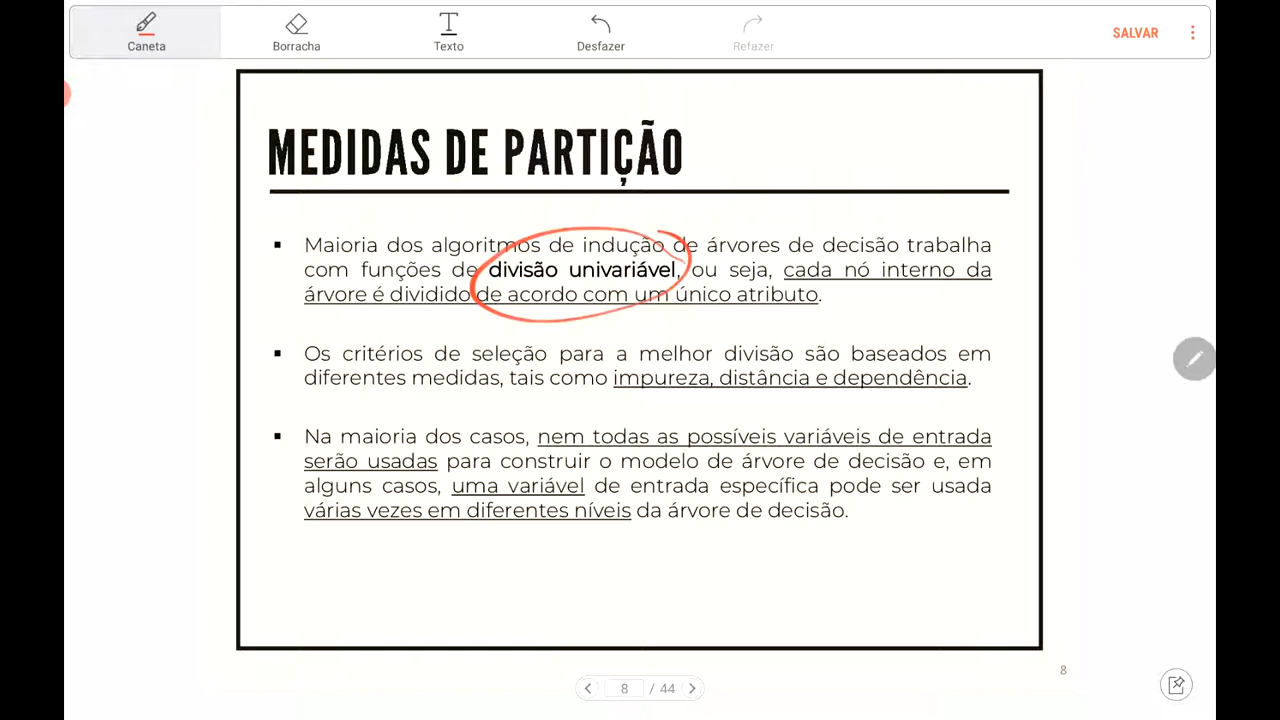 Caneta Borracha Texto Desfazer Refazer SALVAR
MEDIDAS DE PARTIÇÃO
▪ Maioria dos algoritmos de indução de árvores de decisão trabalha
com funções de divisão univariável, ou seja, cada nó interno da
árvore é dividido de acordo com um único atributo.
▪ Os critérios de seleção para a melhor divisão são baseados em
diferentes medidas, tais como impureza, distância e dependência.
▪ Na maioria dos casos, nem todas as possíveis variáveis de entrada
serão usadas para construir o modelo de árvore de decisão e, em
alguns casos, uma variável de entrada específica pode ser usada
várias vezes em diferentes níveis da árvore de decisão.
8
8 / 44